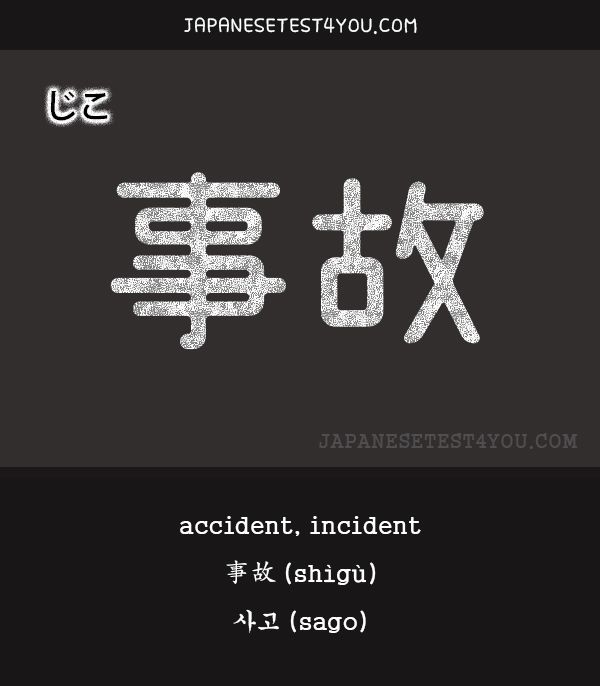 JAPANESETEST4YOU.COM
じこ
事故
JAPANESETEST4YOU.COM
accident, incident
事故 (shìgù)
사고 (sago)